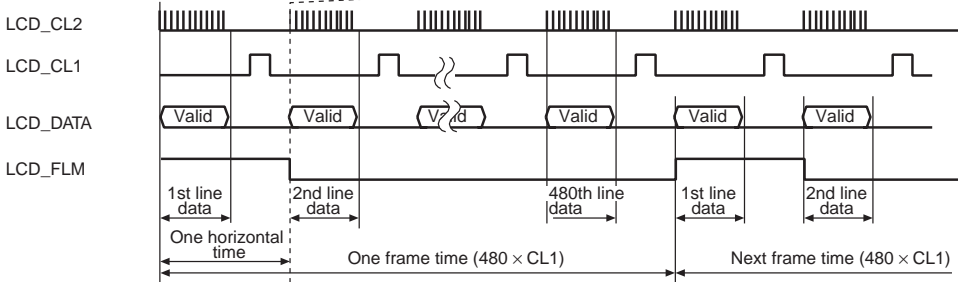 LCD_CL2
LCD_CL1
LCD_DATA
Valid
Valid
Valid
Valid
Valid
Valid
LCD_FLM
1st line
data
2nd line
data
480th line
data
1st line
data
2nd line
data
One horizontal
time
One frame time (480 × CL1)
Next frame time (480 × CL1)